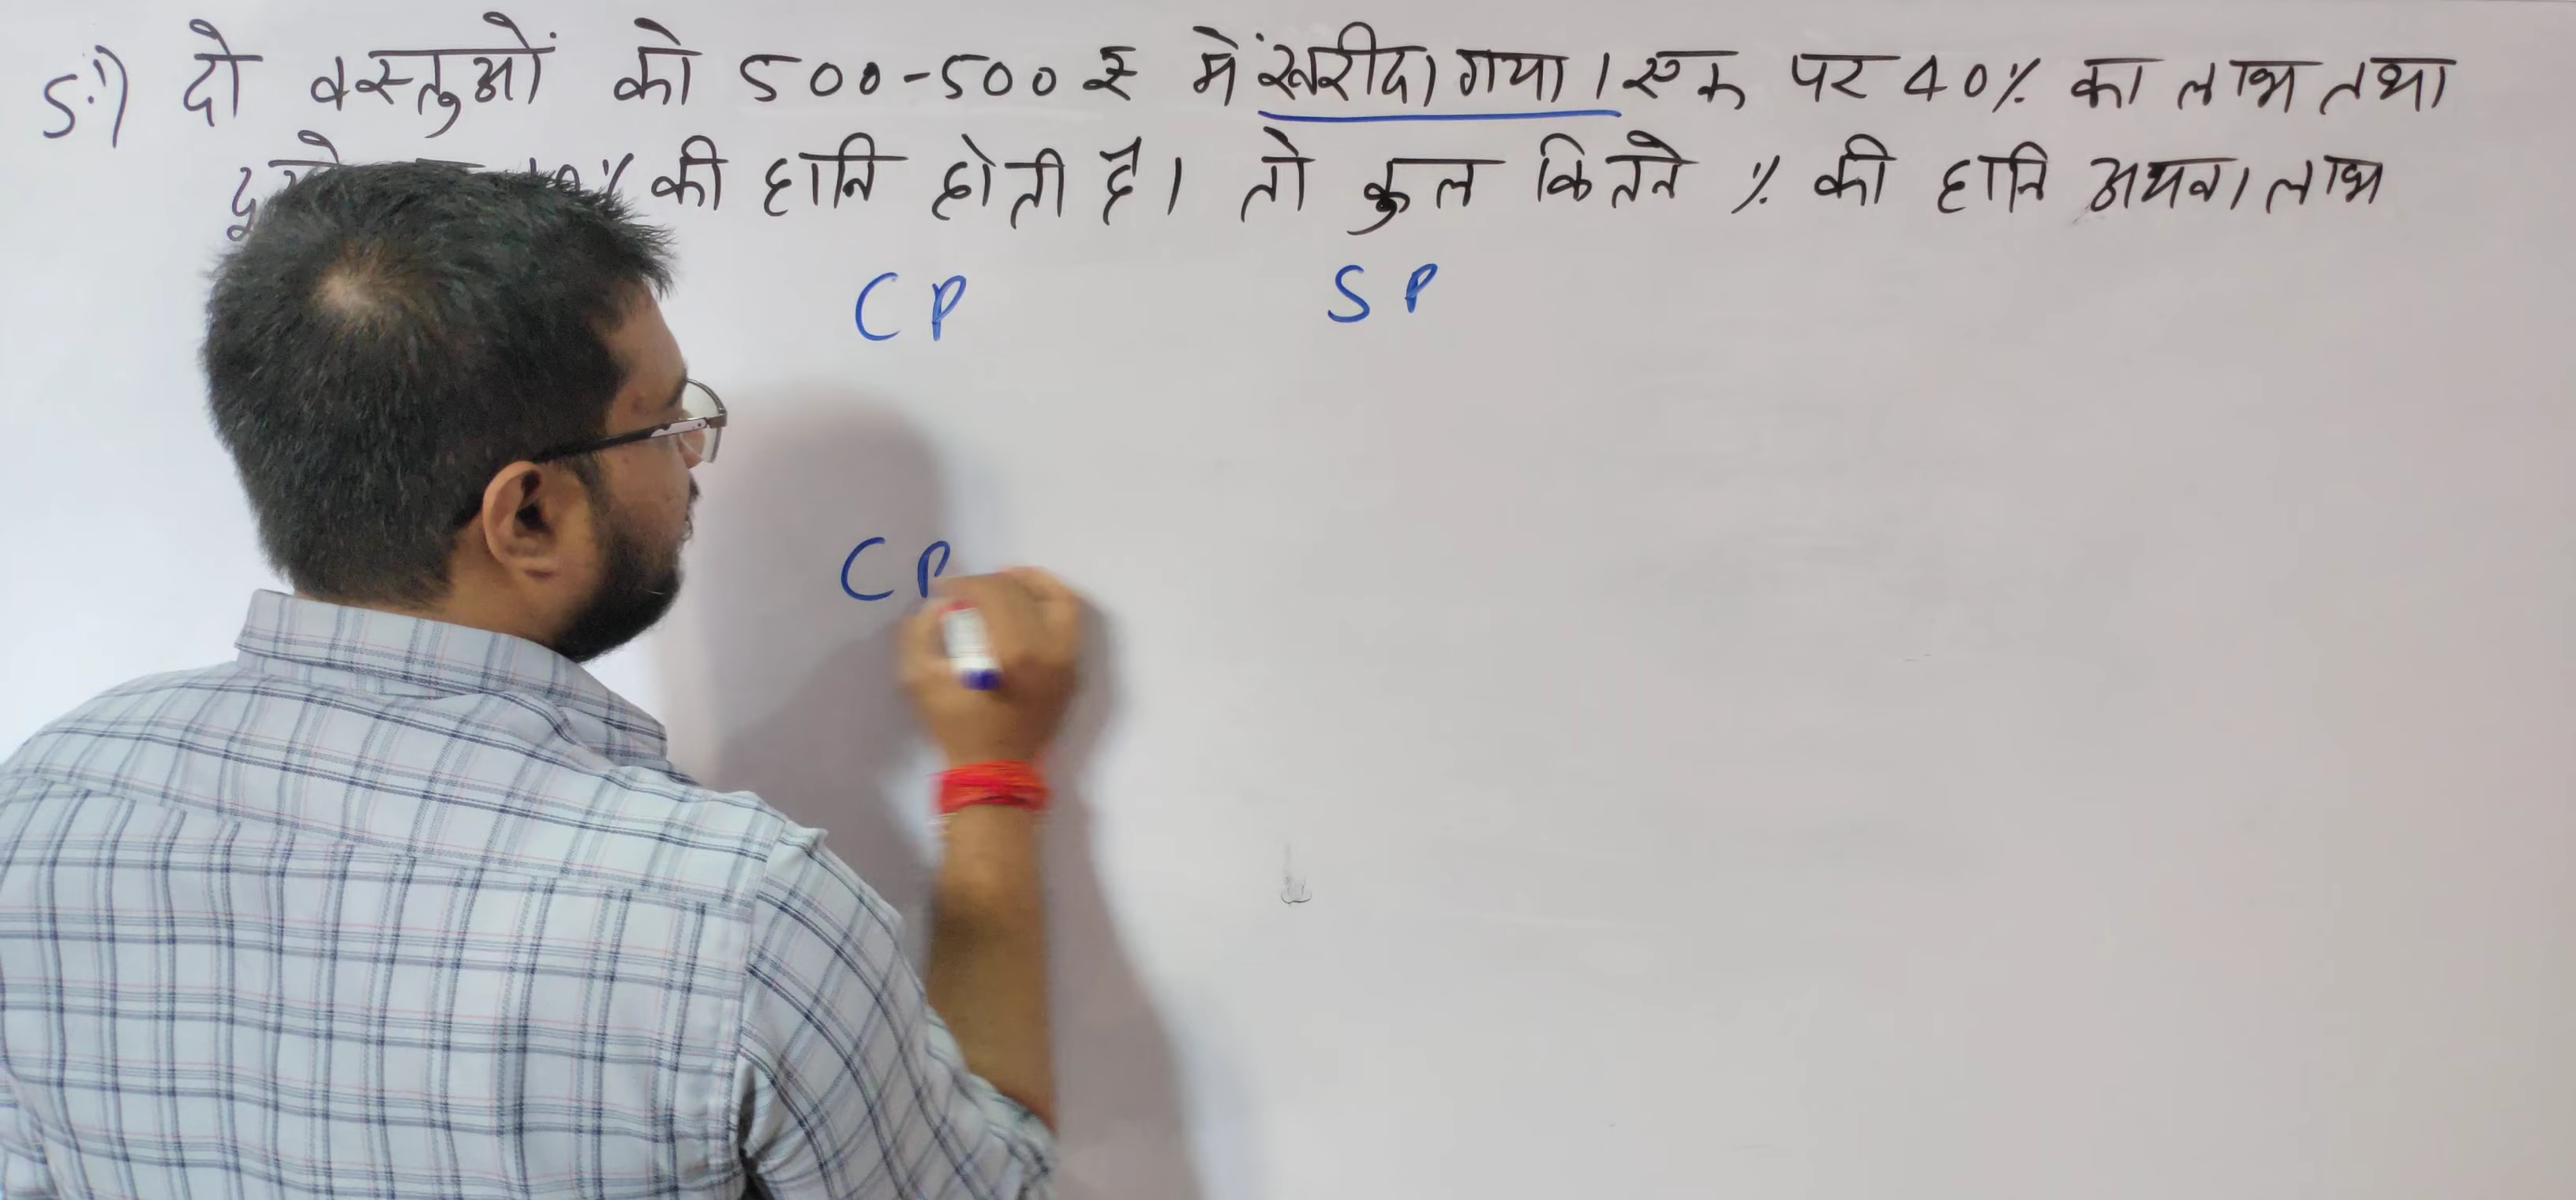 5:) दो वस्तुओं को 500-500 रु में खरीदा गया। एक पर 40% का लाभ तथा
की हानि होती है। तो कुल कितने % की हानि अथवा लाभ
CP SP
CP